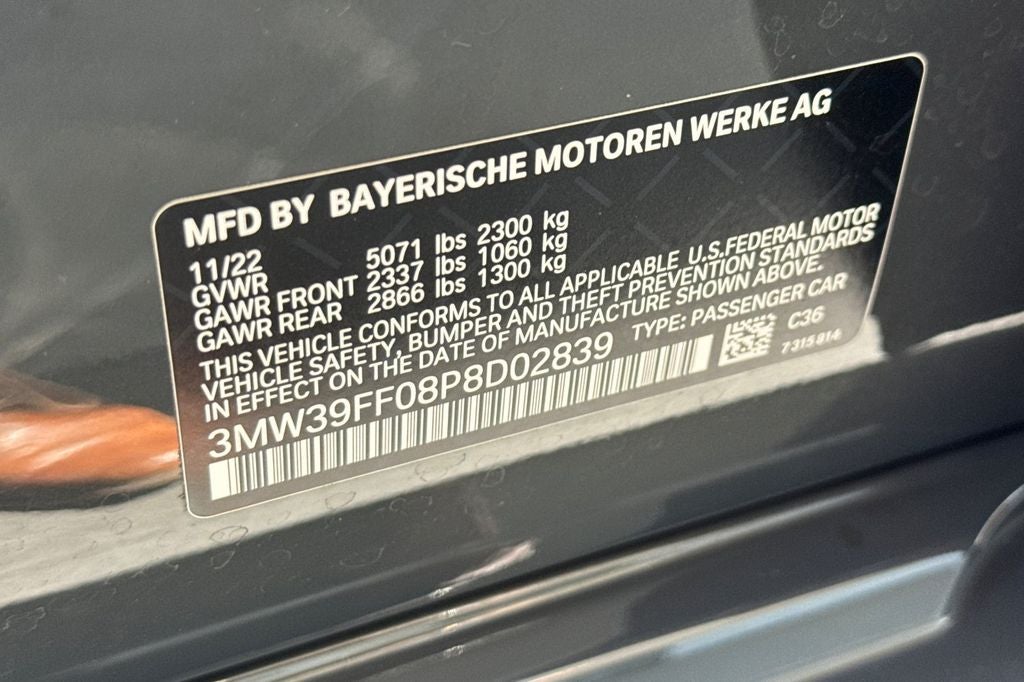 MFD BY BAYERISCHE MOTOREN WERKE AG
11/22
GVWR 5071 lbs 2300 kg
GAWR FRONT 2337 lbs 1060 kg
GAWR REAR 2866 lbs 1300 kg
THIS VEHICLE CONFORMS TO ALL APPLICABLE U.S.FEDERAL MOTOR
VEHICLE SAFETY, BUMPER AND THEFT PREVENTION STANDARDS
IN EFFECT ON THE DATE OF MANUFACTURE SHOWN ABOVE.
3MW39FF08P8D02839 TYPE: PASSENGER CAR
C36
7315814